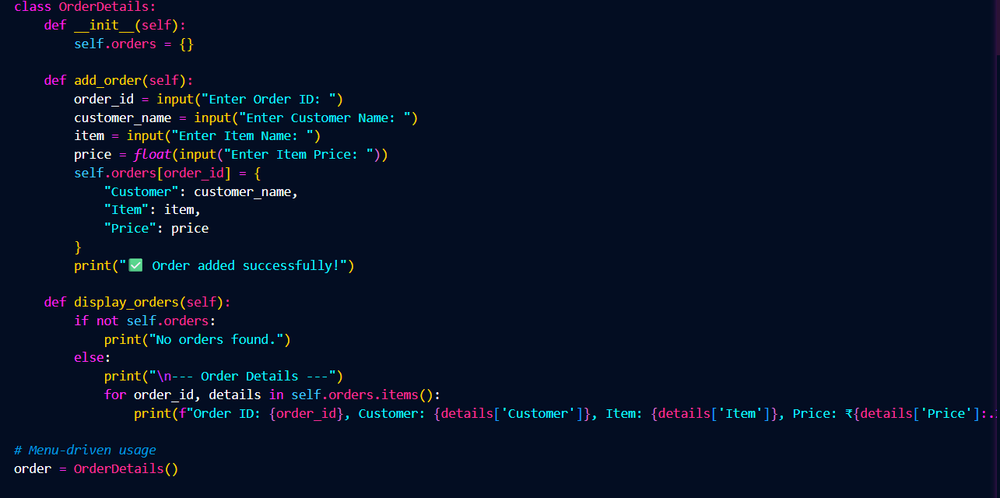 class OrderDetails:
    def __init__(self):
        self.orders = {}

    def add_order(self):
        order_id = input("Enter Order ID: ")
        customer_name = input("Enter Customer Name: ")
        item = input("Enter Item Name: ")
        price = float(input("Enter Item Price: "))
        self.orders[order_id] = {
            "Customer": customer_name,
            "Item": item,
            "Price": price
        }
        print("✅ Order added successfully!")

    def display_orders(self):
        if not self.orders:
            print("No orders found.")
        else:
            print("\n--- Order Details ---")
            for order_id, details in self.orders.items():
                print(f"Order ID: {order_id}, Customer: {details['Customer']}, Item: {details['Item']}, Price: ₹{details['Price']:.

# Menu-driven usage
order = OrderDetails()